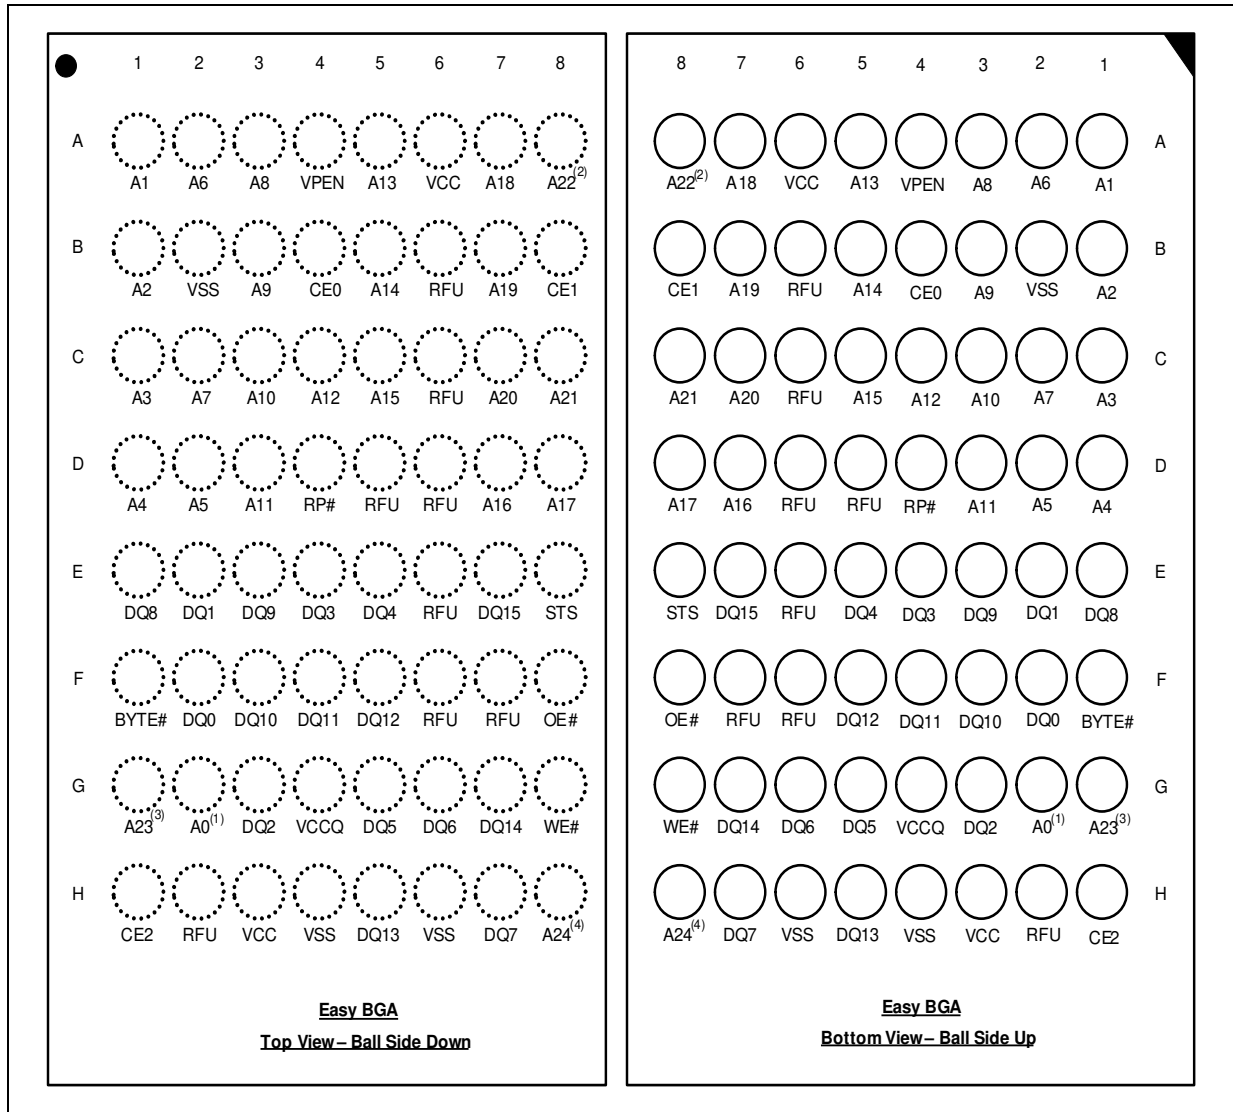 1 2 3 4 5 6 7 8
A
A1 A6 A8 VPEN A13 VCC A18 A22(2)
B
A2 VSS A9 CE0 A14 RFU A19 CE1
C
A3 A7 A10 A12 A15 RFU A20 A21
D
A4 A5 A11 RP# RFU RFU A16 A17
E
DQ8 DQ1 DQ9 DQ3 DQ4 RFU DQ15 STS
F
BYTE# DQ0 DQ10 DQ11 DQ12 RFU RFU OE#
G
A23(3) A0(1) DQ2 VCCQ DQ5 DQ6 DQ14 WE#
H
CE2 RFU VCC VSS DQ13 VSS DQ7 A24(4)
Easy BGA
Top View – Ball Side Down
8 7 6 5 4 3 2 1
A
A22(2) A18 VCC A13 VPEN A8 A6 A1
B
CE1 A19 RFU A14 CE0 A9 VSS A2
C
A21 A20 RFU A15 A12 A10 A7 A3
D
A17 A16 RFU RFU RP# A11 A5 A4
E
STS DQ15 RFU DQ4 DQ3 DQ9 DQ1 DQ8
F
OE# RFU RFU DQ12 DQ11 DQ10 DQ0 BYTE#
G
WE# DQ14 DQ6 DQ5 VCCQ DQ2 A0(1) A23(3)
H
A24(4) DQ7 VSS DQ13 VSS VCC RFU CE2
Easy BGA
Bottom View – Ball Side Up